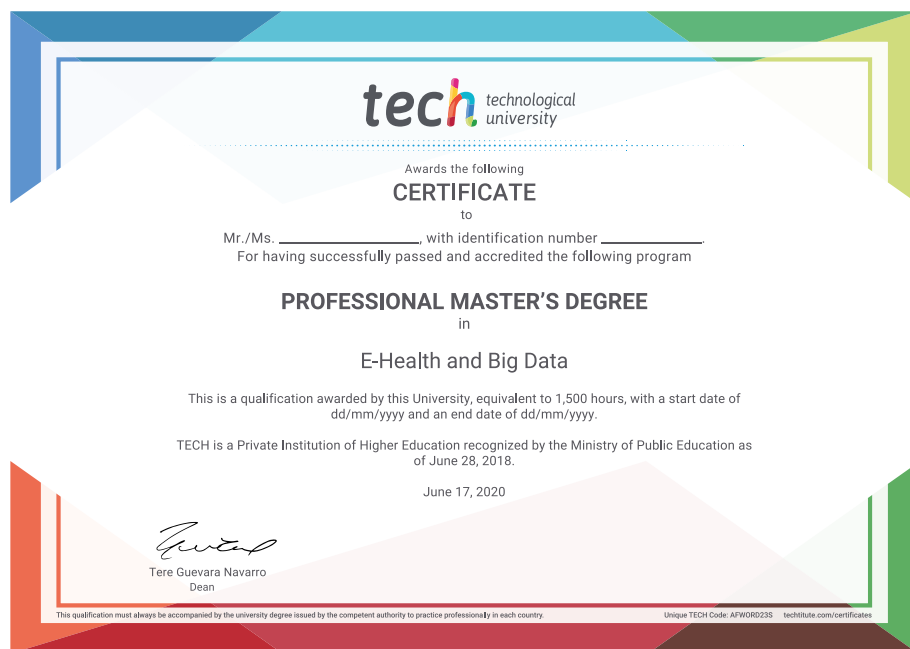 tech technological
university
Awards the following
CERTIFICATE
to
Mr./Ms. ____________________, with identification number ______________.
For having successfully passed and accredited the following program
PROFESSIONAL MASTER'S DEGREE
in
E-Health and Big Data
This is a qualification awarded by this University, equivalent to 1,500 hours, with a start date of
dd/mm/yyyy and an end date of dd/mm/yyyy.
TECH is a Private Institution of Higher Education recognized by the Ministry of Public Education as
of June 28, 2018.
June 17, 2020
Tere Guevara Navarro
Dean
This qualification must always be accompanied by the university degree issued by the competent authority to practice professionally in each country. Unique TECH Code: AFWORD23S techtitute.com/certificates